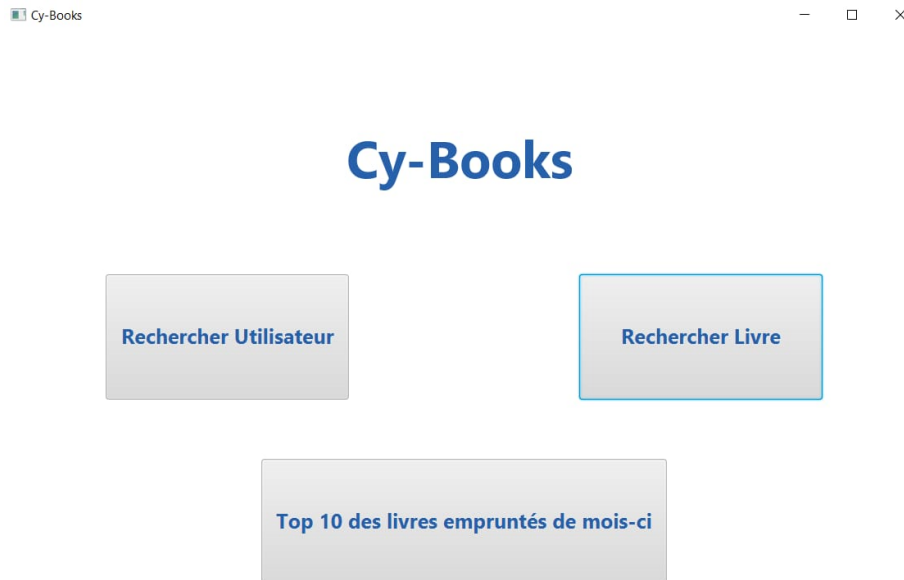 Cy-Books
Cy-Books
Rechercher Utilisateur
Rechercher Livre
Top 10 des livres empruntés de mois-ci